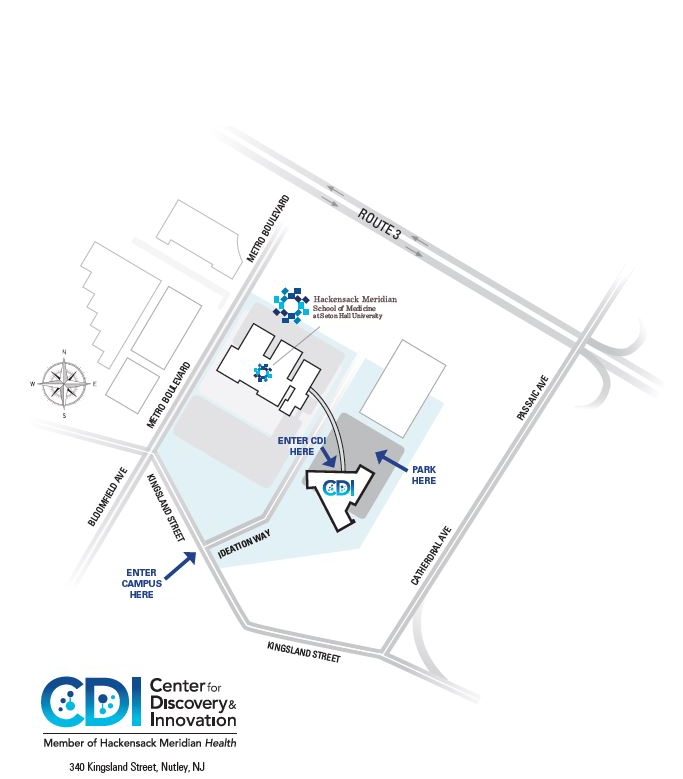 ROUTE 3
METRO BOULEVARD
Hackensack Meridian
School of Medicine
at Seton Hall University
N
W
E
S
METRO BOULEVARD
PASSAIC AVE
ENTER CDI
HERE
PARK
HERE
CDI
BLOOMFIELD AVE
KINGSLAND STREET
IDEATION WAY
CATHERDRAL AVE
ENTER
CAMPUS
HERE
KINGSLAND STREET
CDI
Center for
Discovery &
Innovation
Member of Hackensack Meridian Health
340 Kingsland Street, Nutley, NJ